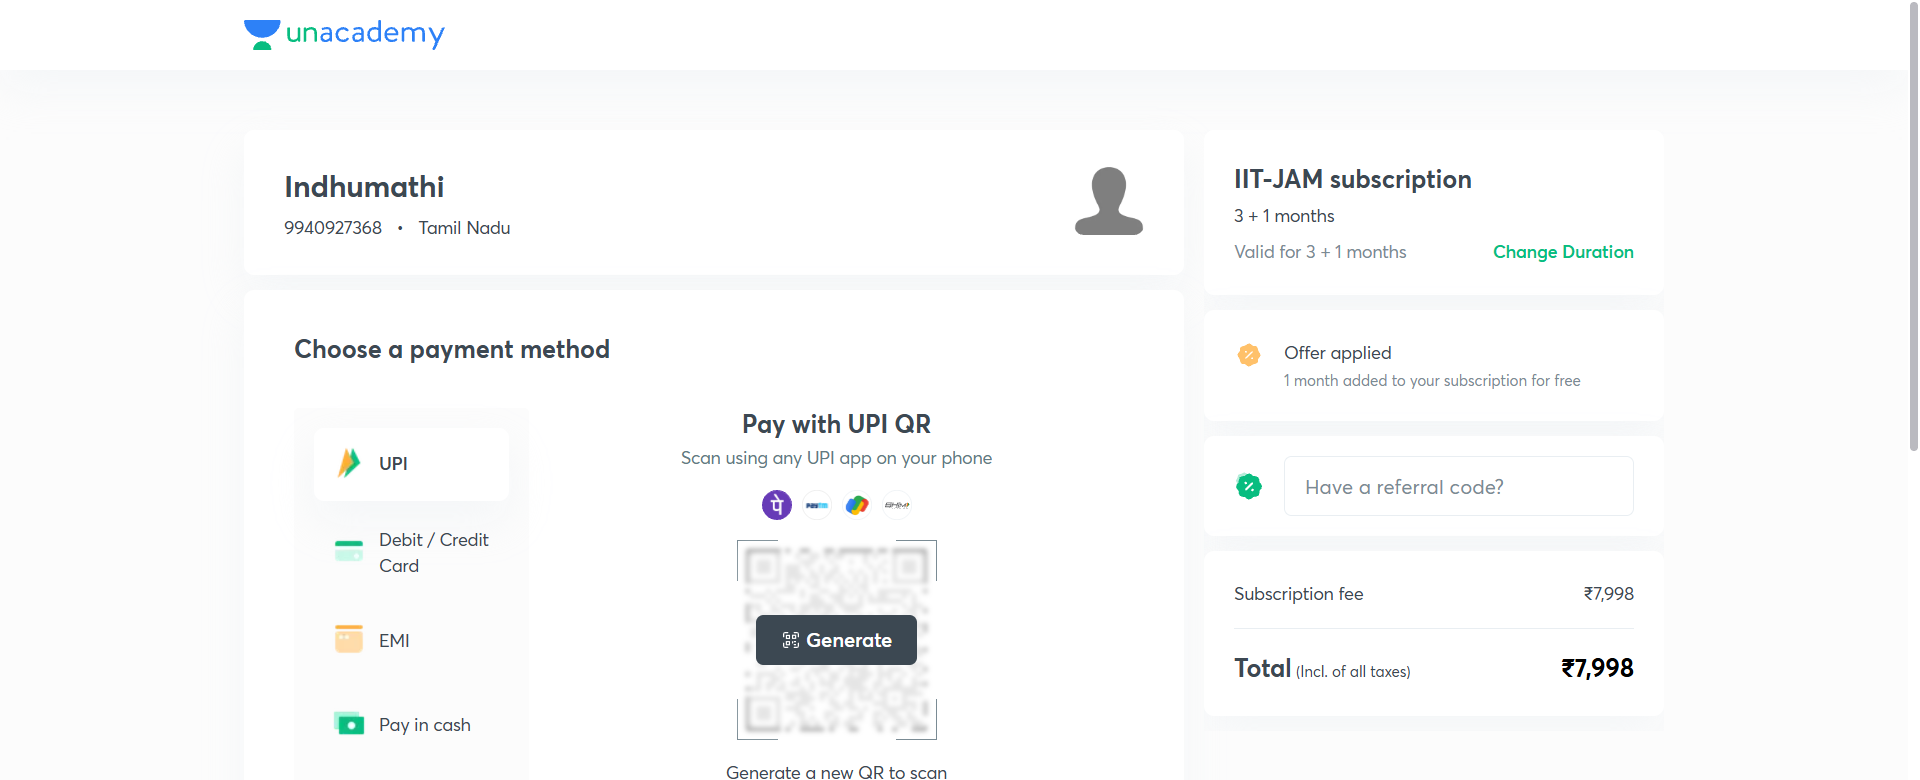 unacademy
Indhumathi
9940927368 • Tamil Nadu
Choose a payment method
UPI
Debit / Credit
Card
EMI
Pay in cash
Pay with UPI QR
Scan using any UPI app on your phone
पे
Paytm
BHIM
Generate
Generate a new QR to scan
IIT-JAM subscription
3 + 1 months
Valid for 3 + 1 months
Change Duration
Offer applied
1 month added to your subscription for free
Have a referral code?
Subscription fee ₹7,998
Total (Incl. of all taxes) ₹7,998